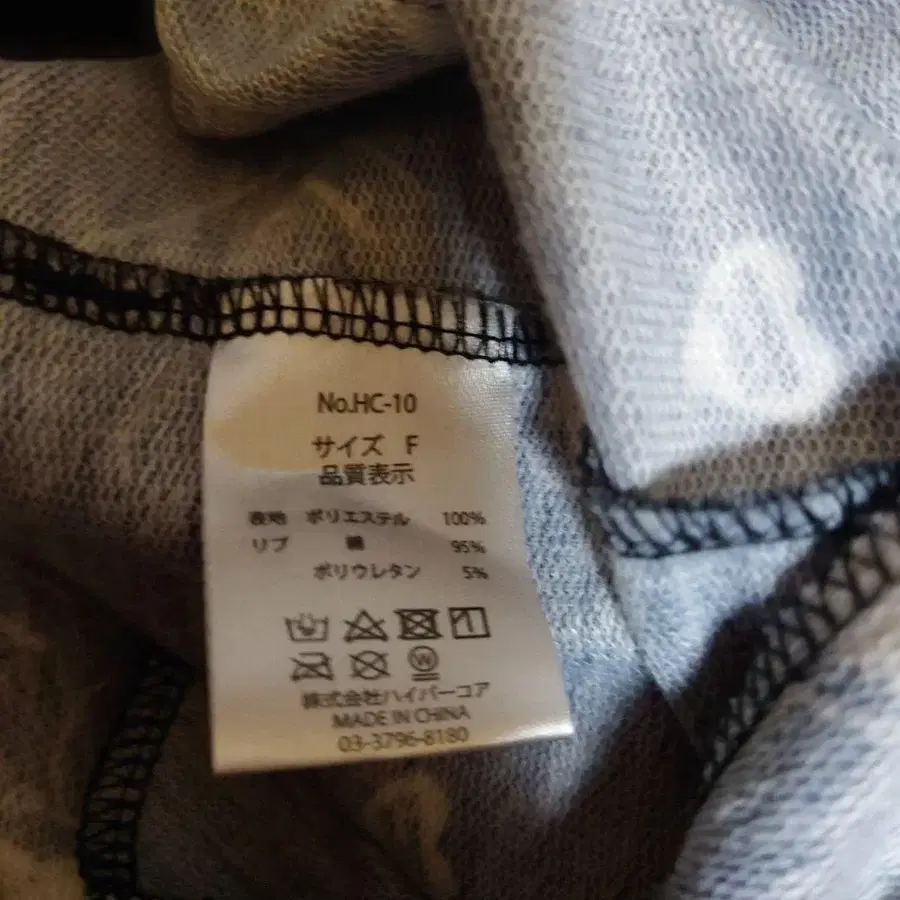 No.HC-10
サイズ F
品質表示
表地 ポリエステル 100%
リブ 綿 95%
ポリウレタン 5%
W
株式会社ハイパーコア
MADE IN CHINA
03-3796-8180